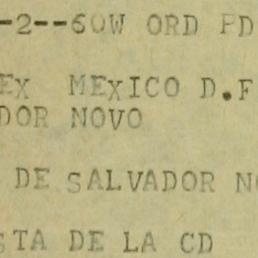 -2--60W ORD PD
EX MEXICO D.F
DOR NOVO
DE SALVADOR N
STA DE LA CD